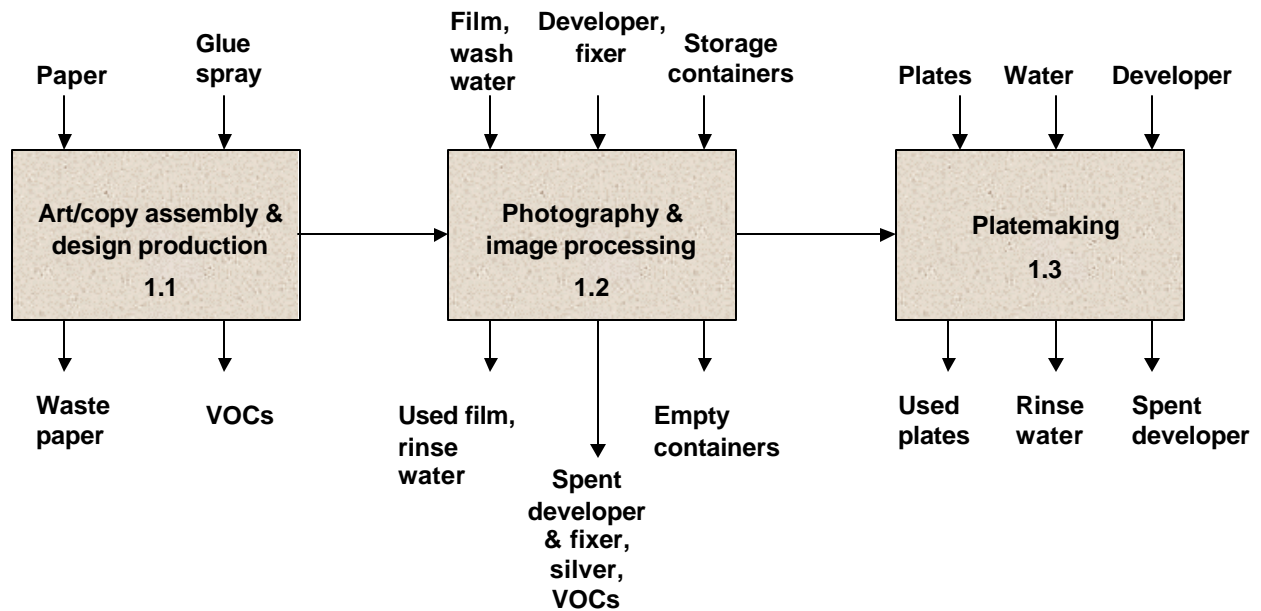 Paper
Glue
spray
Film,
wash
water
Developer,
fixer
Storage
containers
Plates
Water
Developer
Art/copy assembly &
design production
1.1
Photography &
image processing
1.2
Platemaking
1.3
Waste
paper
VOCs
Used film,
rinse
water
Spent
developer
& fixer,
silver,
VOCs
Empty
containers
Used
plates
Rinse
water
Spent
developer